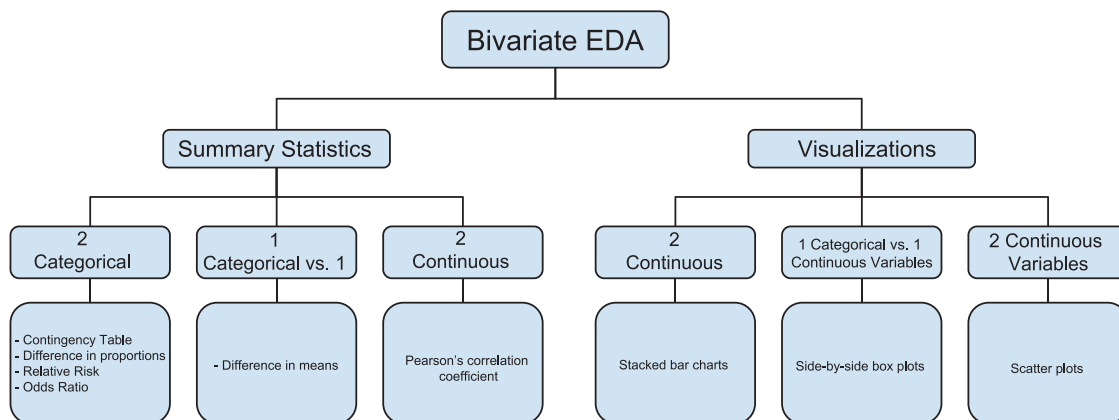 Bivariate EDA
Summary Statistics
Visualizations
2
Categorical
1
Categorical vs. 1
2
Continuous
2
Continuous
1 Categorical vs. 1
Continuous Variables
2 Continuous
Variables
- Contingency Table
- Difference in proportions
- Relative Risk
- Odds Ratio
- Difference in means
Pearson's correlation
coefficient
Stacked bar charts
Side-by-side box plots
Scatter plots